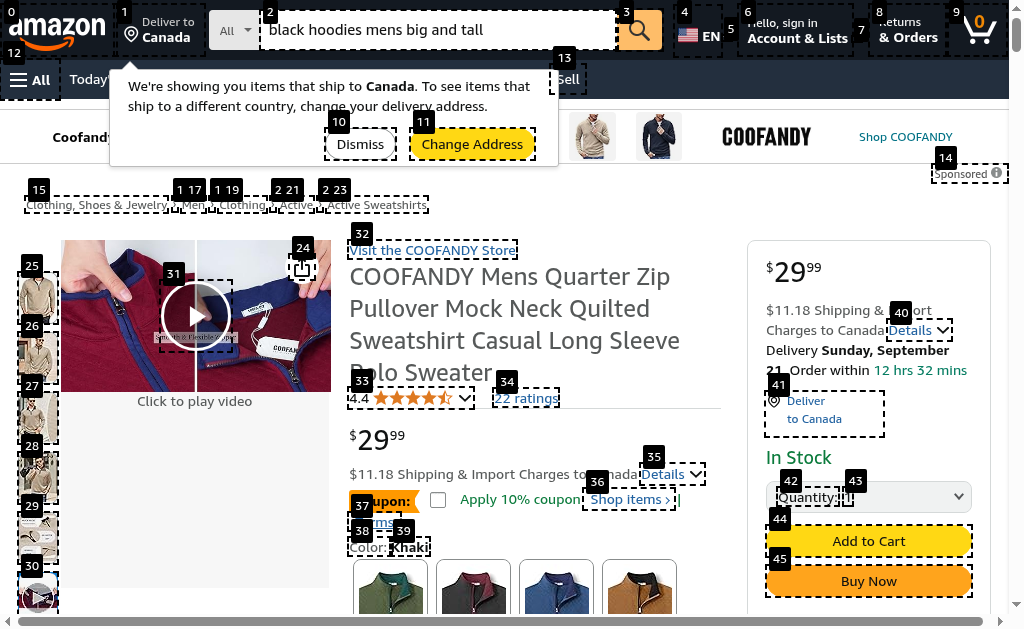 0
1
2
3
4
5
6
7
8
9
amazon
Deliver to
Canada
All
black hoodies mens big and tall
EN
Hello, sign in
Account & Lists
Returns
& Orders
0
12
13
All
Today'
Sell
We're showing you items that ship to Canada. To see items that
ship to a different country, change your delivery address.
10
11
Dismiss
Change Address
Coofandy
COOFANDY
Shop COOFANDY
14
Sponsored
15
1 17
1 19
2 21
2 23
Clothing, Shoes & Jewelry › Men › Clothing › Active › Active Sweatshirts
24
25
26
27
28
29
30
31
Smooth & Flexible Zipper
Click to play video
32
Visit the COOFANDY Store
COOFANDY Mens Quarter Zip
Pullover Mock Neck Quilted
Sweatshirt Casual Long Sleeve
Polo Sweater
33
34
4.4
22 ratings
$29 99
35
$11.18 Shipping & Import Charges to Canada Details
36
37
Coupon:
Apply 10% coupon
Shop items ›
|
Terms
38
39
Color: Khaki
$29 99
40
$11.18 Shipping & Import
Charges to Canada Details
Delivery Sunday, September
21. Order within 12 hrs 32 mins
41
Deliver
to Canada
In Stock
42
43
Quantity: 1
44
Add to Cart
45
Buy Now